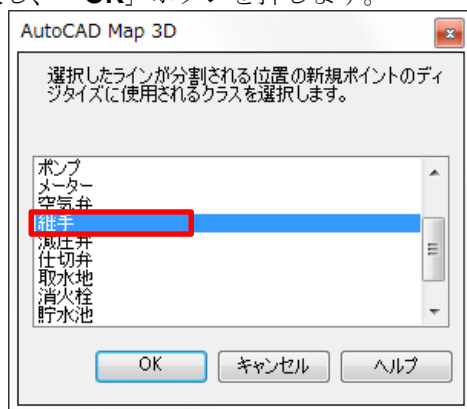 し、「OK」ボタンを押します。
AutoCAD Map 3D
選択したラインが分割される位置の新規ポイントのディ
ジタイズに使用されるクラスを選択します。
ポンプ
メーター
空気弁
継手
減圧弁
仕切弁
取水地
消火栓
貯水池
OK キャンセル ヘルプ